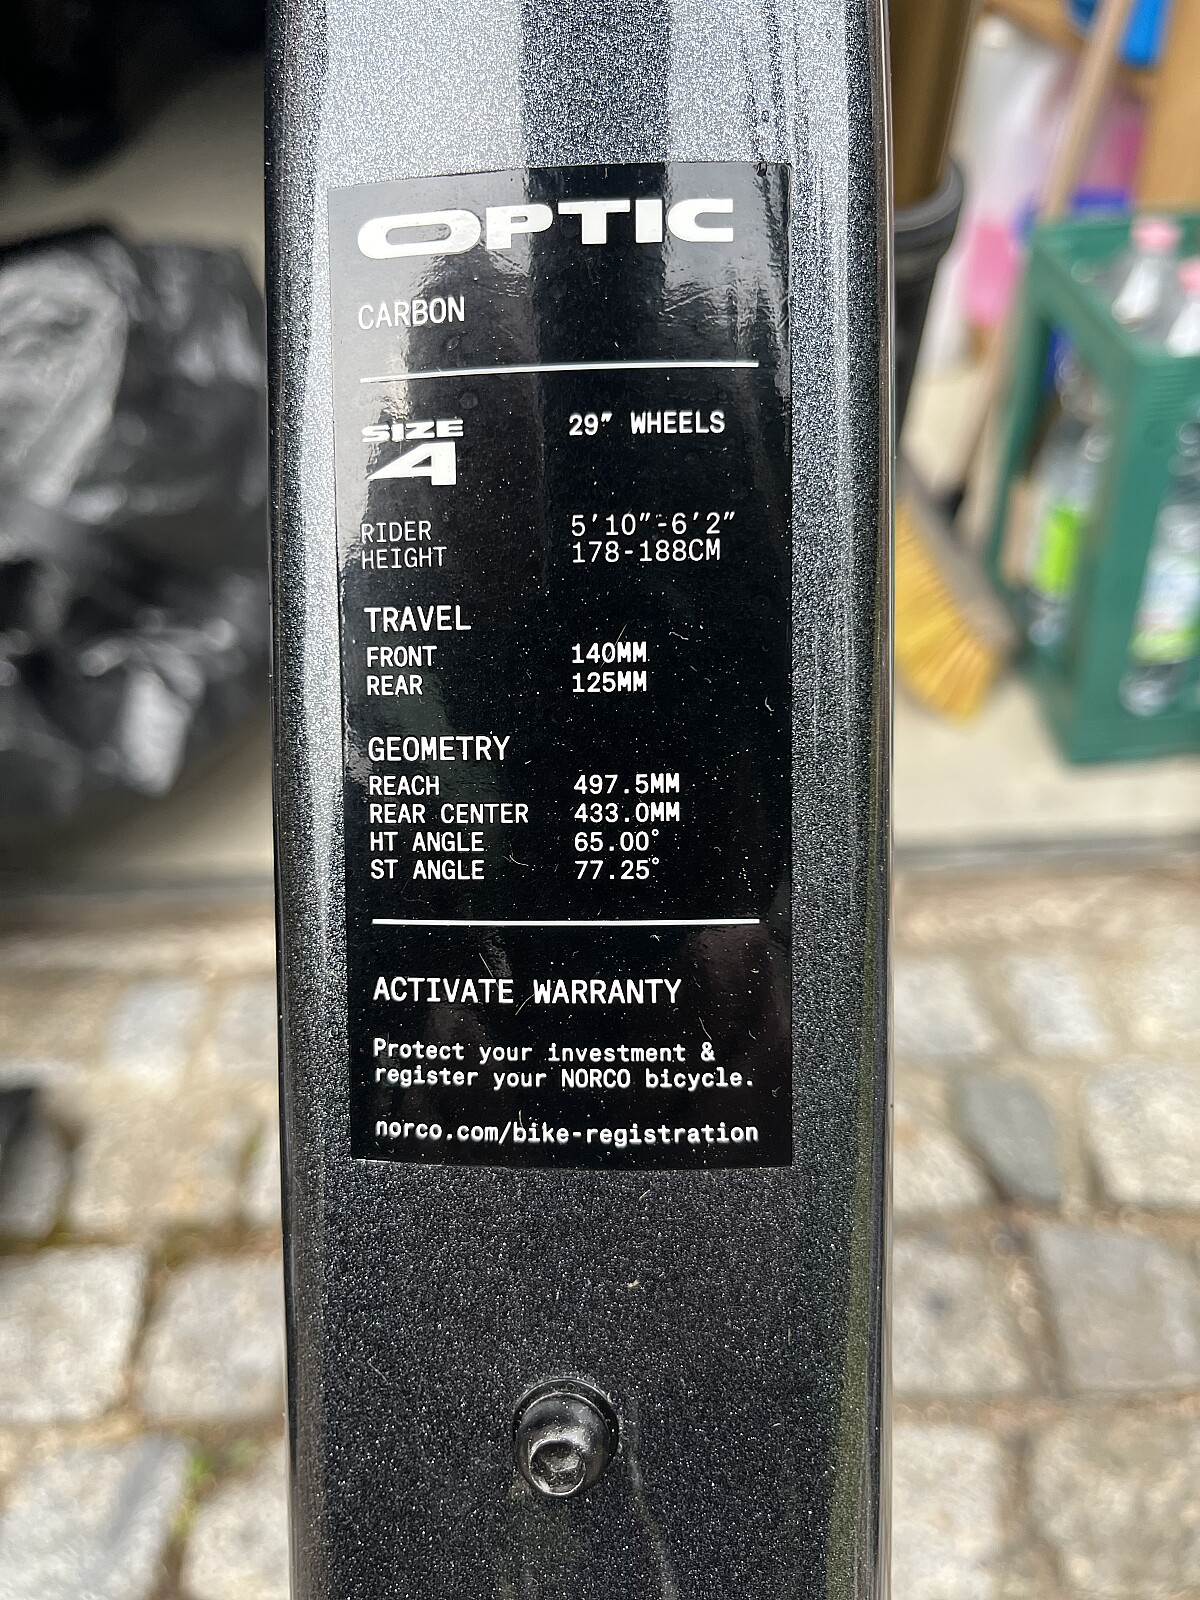 OPTIC
CARBON
SIZE 4
29" WHEELS
RIDER HEIGHT
5'10"-6'2"
178-188CM
TRAVEL
FRONT 140MM
REAR 125MM
GEOMETRY
REACH 497.5MM
REAR CENTER 433.0MM
HT ANGLE 65.00°
ST ANGLE 77.25°
ACTIVATE WARRANTY
Protect your investment &
register your NORCO bicycle.
norco.com/bike-registration